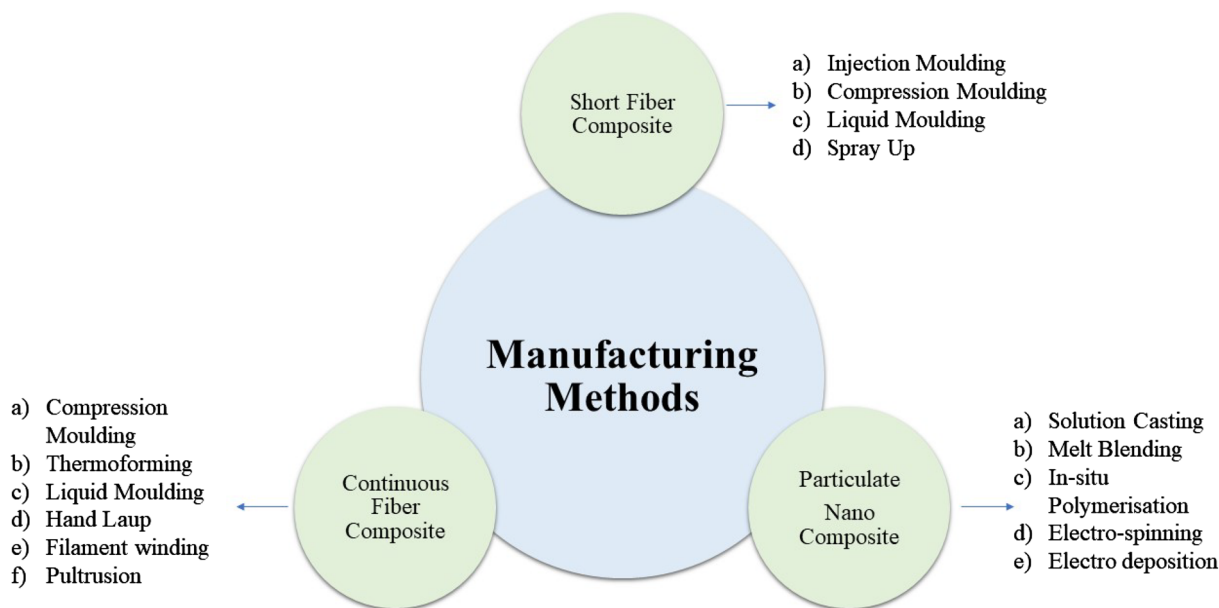 Short Fiber
Composite
a) Injection Moulding
b) Compression Moulding
c) Liquid Moulding
d) Spray Up
Manufacturing
Methods
a) Compression
Moulding
b) Thermoforming
c) Liquid Moulding
d) Hand Laup
e) Filament winding
f) Pultrusion
Continuous
Fiber
Composite
Particulate
Nano
Composite
a) Solution Casting
b) Melt Blending
c) In-situ
Polymerisation
d) Electro-spinning
e) Electro deposition